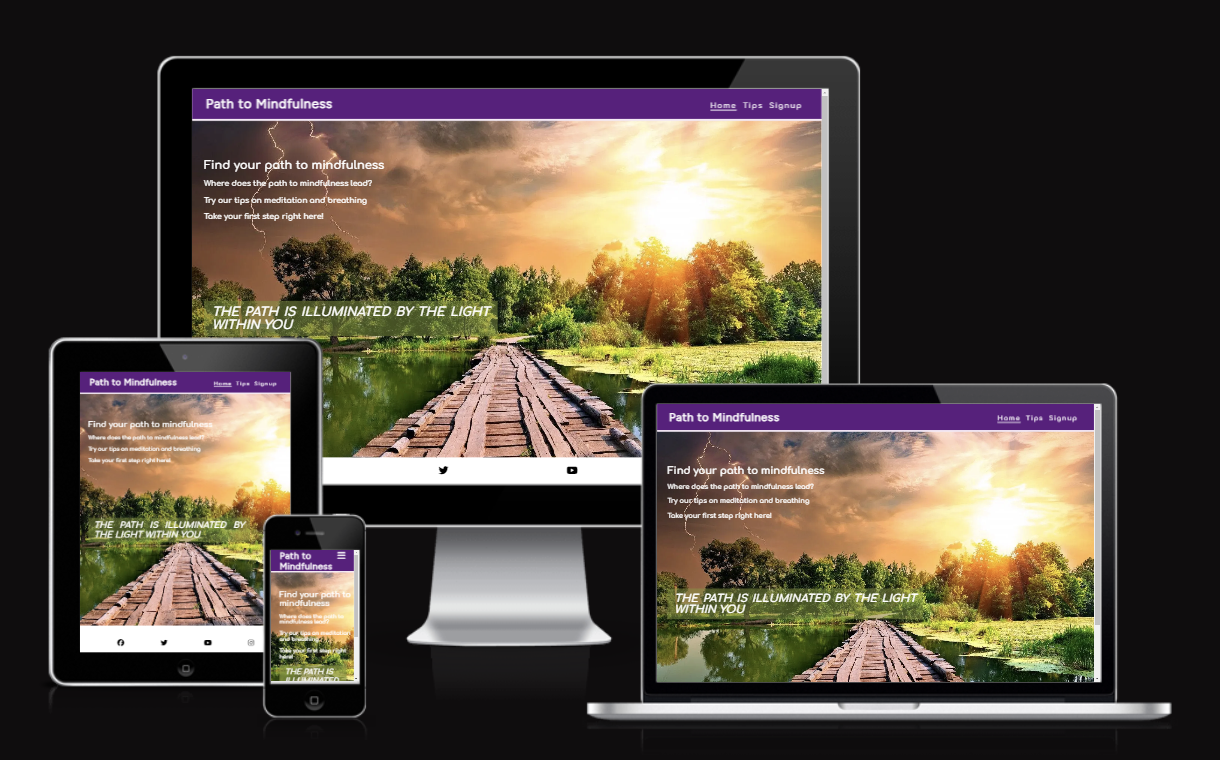 Path to Mindfulness
Home Tips Signup
Find your path to mindfulness
Where does the path to mindfulness lead?
Try our tips on meditation and breathing
Take your first step right here!
THE PATH IS ILLUMINATED BY THE LIGHT
WITHIN YOU
Path to Mindfulness
Home Tips Signup
Find your path to mindfulness
Where does the path to mindfulness lead?
Try our tips on meditation and breathing
Take your first step right here!
THE PATH IS ILLUMINATED BY
THE LIGHT WITHIN YOU
Path to
Mindfulness
Find your path to
mindfulness
Where does the path to
mindfulness lead?
Try our tips on meditation
and breathing
Take your first step right
here!
THE PATH IS
ILLUMINATED
Path to Mindfulness
Home Tips Signup
Find your path to mindfulness
Where does the path to mindfulness lead?
Try our tips on meditation and breathing
Take your first step right here!
THE PATH IS ILLUMINATED BY THE LIGHT
WITHIN YOU